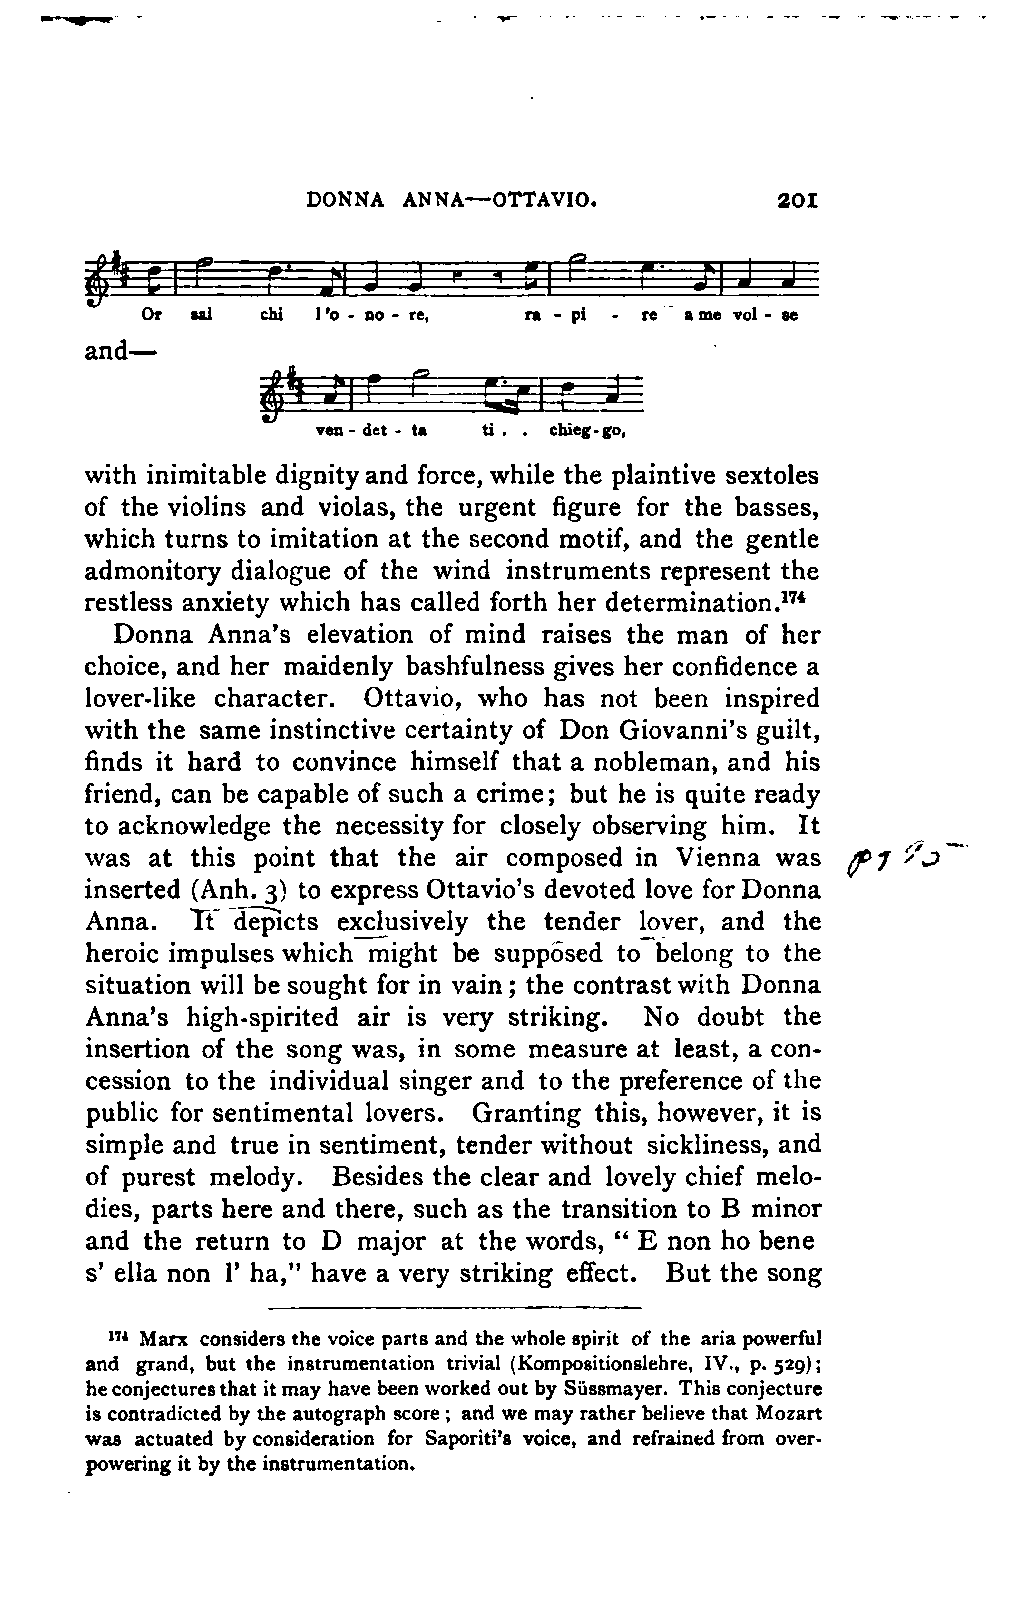 DONNA ANNA—OTTAVIO. 201
Or sai chi l'o - no - re, ra - pi - re a me vol - se
and—
ven - det - ta ti . . chieg-go,
with inimitable dignity and force, while the plaintive sextoles
of the violins and violas, the urgent figure for the basses,
which turns to imitation at the second motif, and the gentle
admonitory dialogue of the wind instruments represent the
restless anxiety which has called forth her determination.¹⁷⁴
Donna Anna's elevation of mind raises the man of her
choice, and her maidenly bashfulness gives her confidence a
lover-like character. Ottavio, who has not been inspired
with the same instinctive certainty of Don Giovanni's guilt,
finds it hard to convince himself that a nobleman, and his
friend, can be capable of such a crime; but he is quite ready
to acknowledge the necessity for closely observing him. It
was at this point that the air composed in Vienna was
inserted (Anh. 3) to express Ottavio's devoted love for Donna
Anna. It depicts exclusively the tender lover, and the
heroic impulses which might be supposed to belong to the
situation will be sought for in vain; the contrast with Donna
Anna's high-spirited air is very striking. No doubt the
insertion of the song was, in some measure at least, a con-
cession to the individual singer and to the preference of the
public for sentimental lovers. Granting this, however, it is
simple and true in sentiment, tender without sickliness, and
of purest melody. Besides the clear and lovely chief melo-
dies, parts here and there, such as the transition to B minor
and the return to D major at the words, " E non ho bene
s' ella non l' ha," have a very striking effect. But the song
¹⁷⁴ Marx considers the voice parts and the whole spirit of the aria powerful
and grand, but the instrumentation trivial (Kompositionslehre, IV., p. 529);
he conjectures that it may have been worked out by Süssmayer. This conjecture
is contradicted by the autograph score; and we may rather believe that Mozart
was actuated by consideration for Saporiti's voice, and refrained from over-
powering it by the instrumentation.